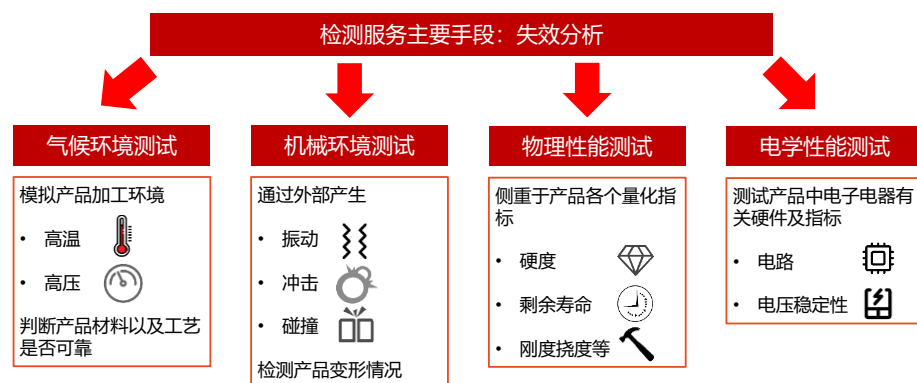 检测服务主要手段：失效分析
气候环境测试
模拟产品加工环境
• 高温
• 高压
判断产品材料以及工艺
是否可靠
机械环境测试
通过外部产生
• 振动
• 冲击
• 碰撞
检测产品变形情况
物理性能测试
侧重于产品各个量化指
标
• 硬度
• 剩余寿命
• 刚度挠度等
电学性能测试
测试产品中电子电器有
关硬件及指标
• 电路
• 电压稳定性